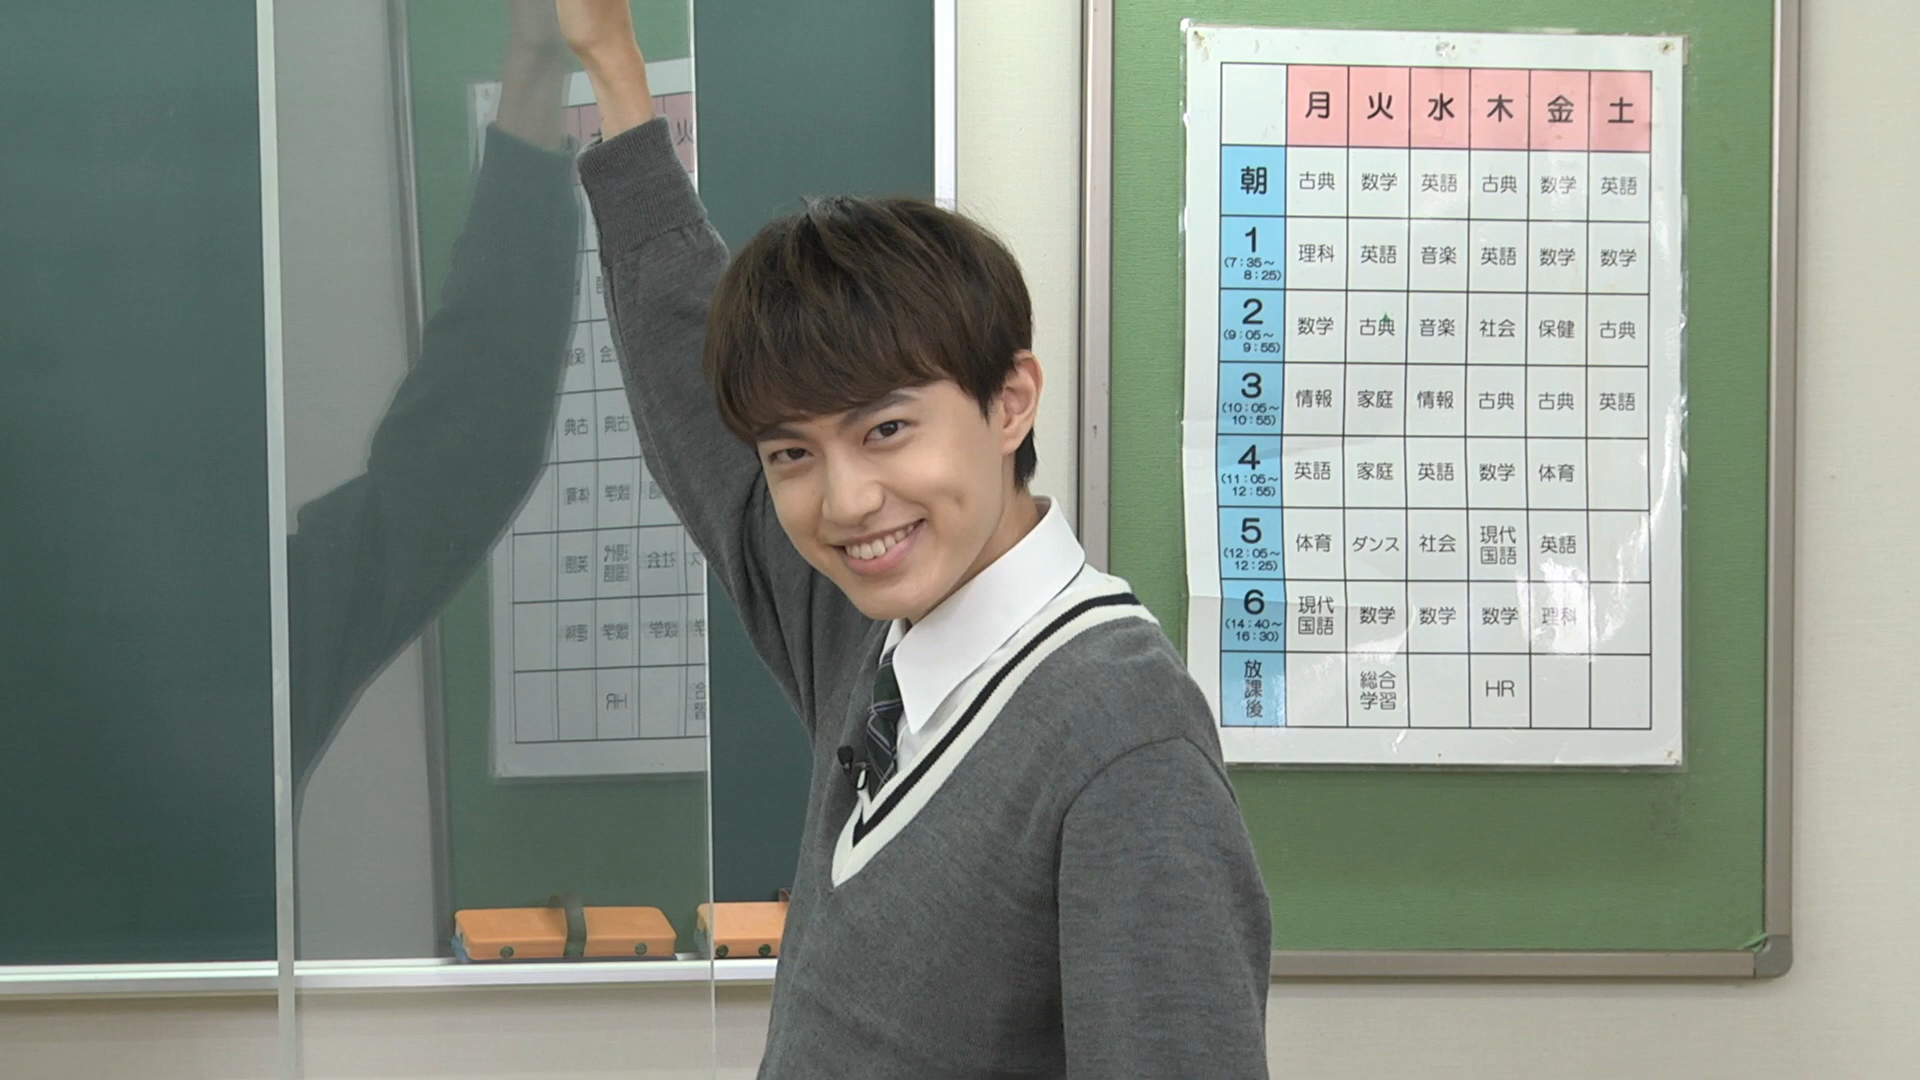 月 火 水 木 金 土
朝 古典 数学 英語 古典 数学 英語
1 (7:35~8:25) 理科 英語 音楽 英語 数学 数学
2 (9:05~9:55) 数学 古典 音楽 社会 保健 古典
3 (10:05~10:55) 情報 家庭 情報 古典 古典 英語
4 (11:05~12:55) 英語 家庭 英語 数学 体育
5 (12:05~12:25) 体育 ダンス 社会 現代国語 英語
6 (14:40~16:30) 現代国語 数学 数学 数学 理科
放課後 総合学習 HR